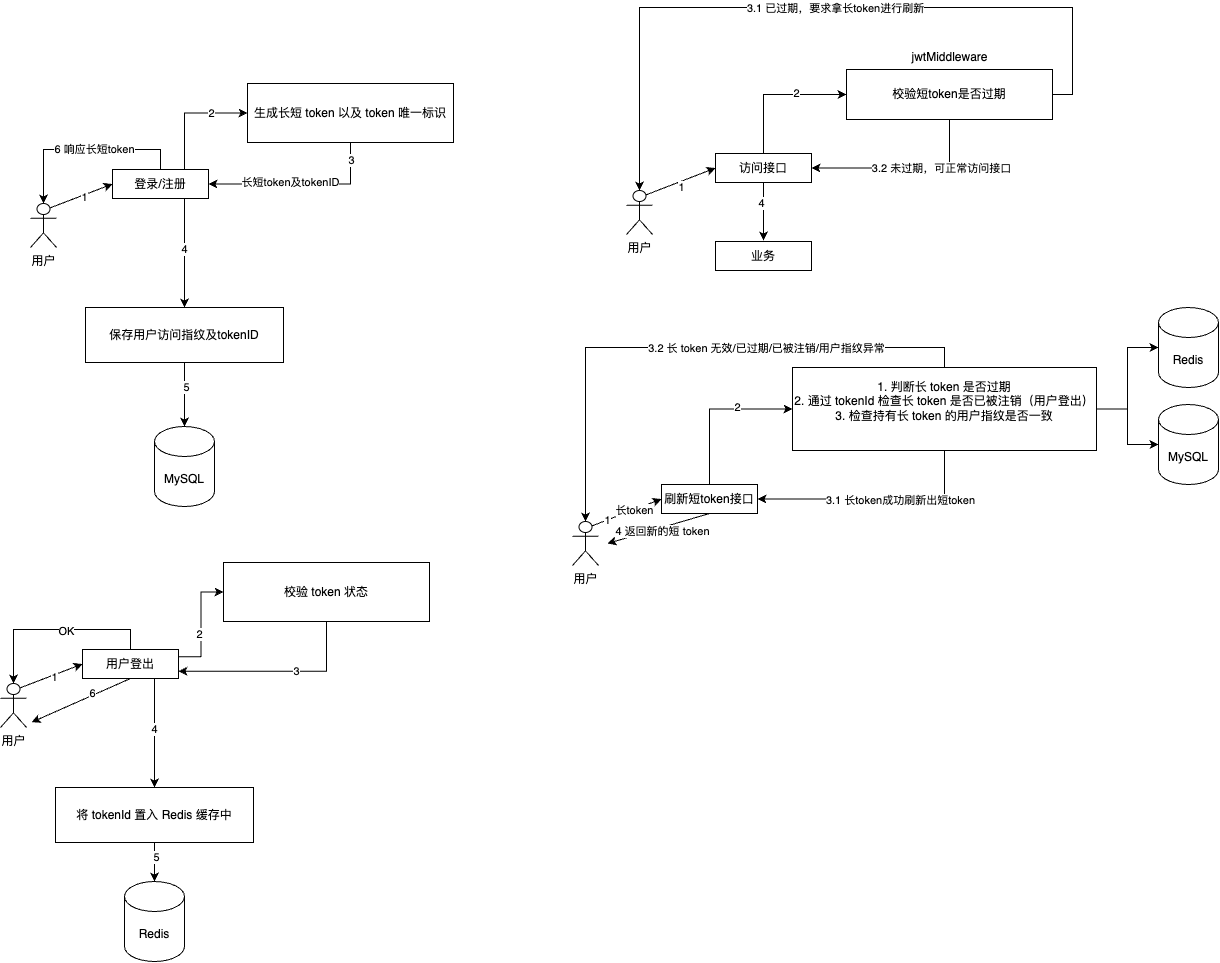 生成长短 token 以及 token 唯一标识
2
3
6 响应长短token
登录/注册
长短token及tokenID
1
用户
4
保存用户访问指纹及tokenID
5
MySQL
3.1 已过期，要求拿长token进行刷新
jwtMiddleware
校验短token是否过期
2
访问接口
3.2 未过期，可正常访问接口
1
4
用户
业务
3.2 长 token 无效/已过期/已被注销/用户指纹异常
1. 判断长 token 是否过期
2. 通过 tokenId 检查长 token 是否已被注销（用户登出）
3. 检查持有长 token 的用户指纹是否一致
2
Redis
MySQL
刷新短token接口
3.1 长token成功刷新出短token
长token
1
4 返回新的短 token
用户
校验 token 状态
2
OK
用户登出
3
1
6
用户
4
将 tokenId 置入 Redis 缓存中
5
Redis